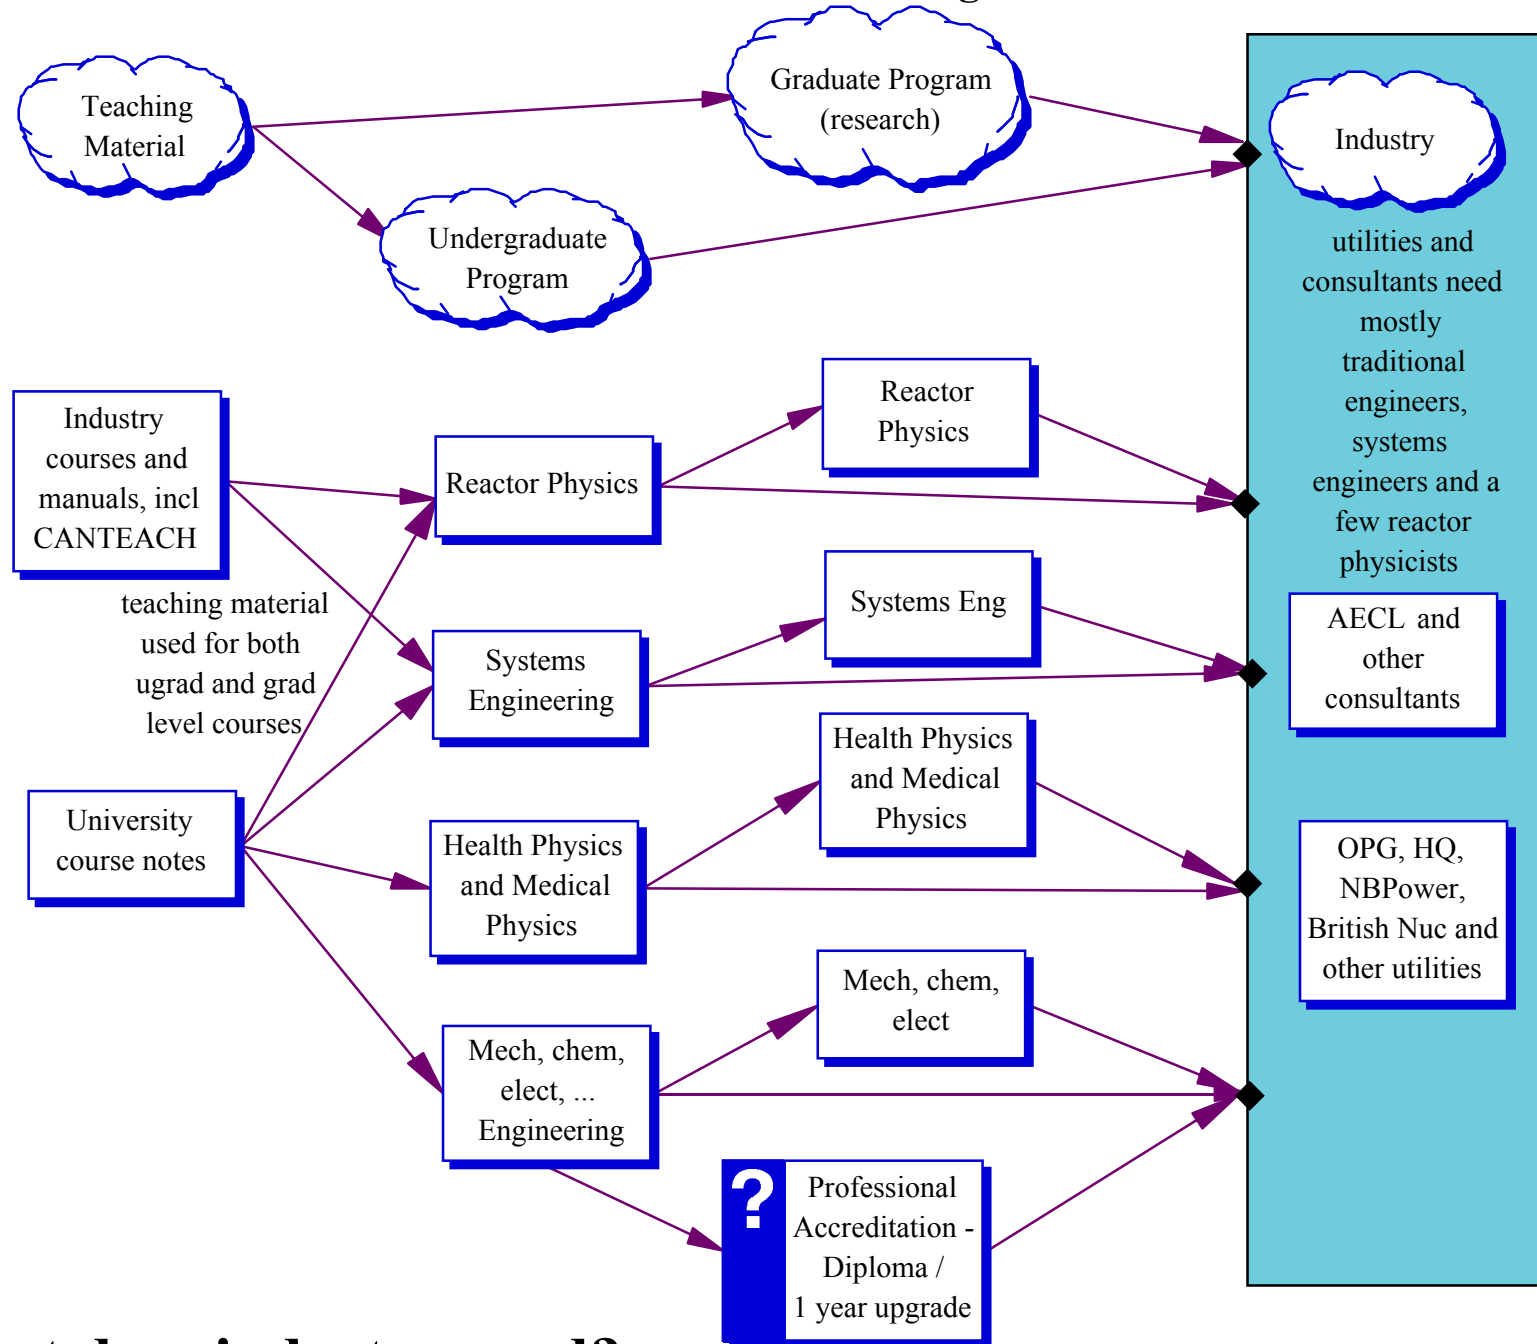 Teaching
Material
Graduate Program
(research)
Industry
Undergraduate
Program
utilities and
consultants need
mostly
traditional
engineers,
systems
engineers and a
few reactor
physicists
Industry
courses and
manuals, incl
CANTEACH
Reactor Physics
Reactor
Physics
teaching material
used for both
ugrad and grad
level courses
Systems
Engineering
Systems Eng
AECL and
other
consultants
University
course notes
Health Physics
and Medical
Physics
Health Physics
and Medical
Physics
OPG, HQ,
NBPower,
British Nuc and
other utilities
Mech, chem,
elect, ...
Engineering
Mech, chem,
elect
?
Professional
Accreditation -
Diploma /
1 year upgrade